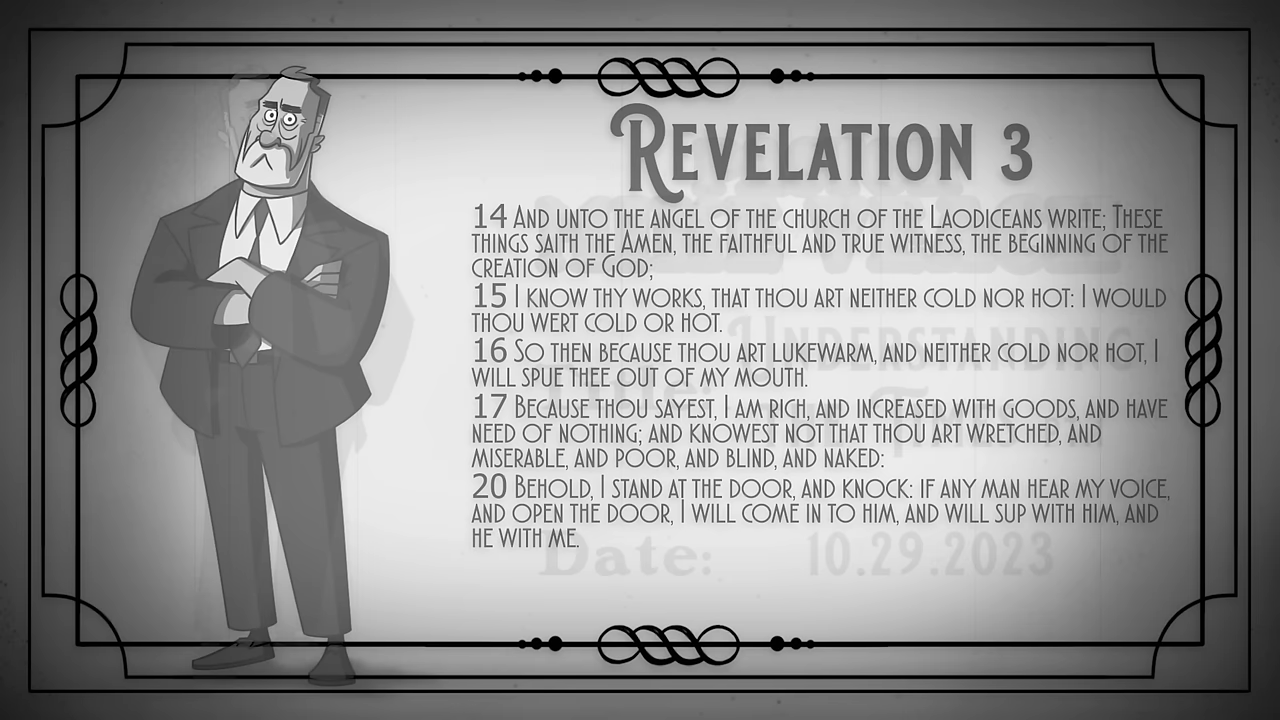 Revelation 3
14 And unto the angel of the church of the Laodiceans write; These
things saith the Amen, the faithful and true witness, the beginning of the
creation of God;
15 I know thy works, that thou art neither cold nor hot: I would
thou wert cold or hot.
16 So then because thou art lukewarm, and neither cold nor hot, I
will spue thee out of my mouth.
17 Because thou sayest, I am rich, and increased with goods, and have
need of nothing; and knowest not that thou art wretched, and
miserable, and poor, and blind, and naked:
20 Behold, I stand at the door, and knock: if any man hear my voice,
and open the door, I will come in to him, and will sup with him, and
he with me.
Understanding
Date: 10.29.2023